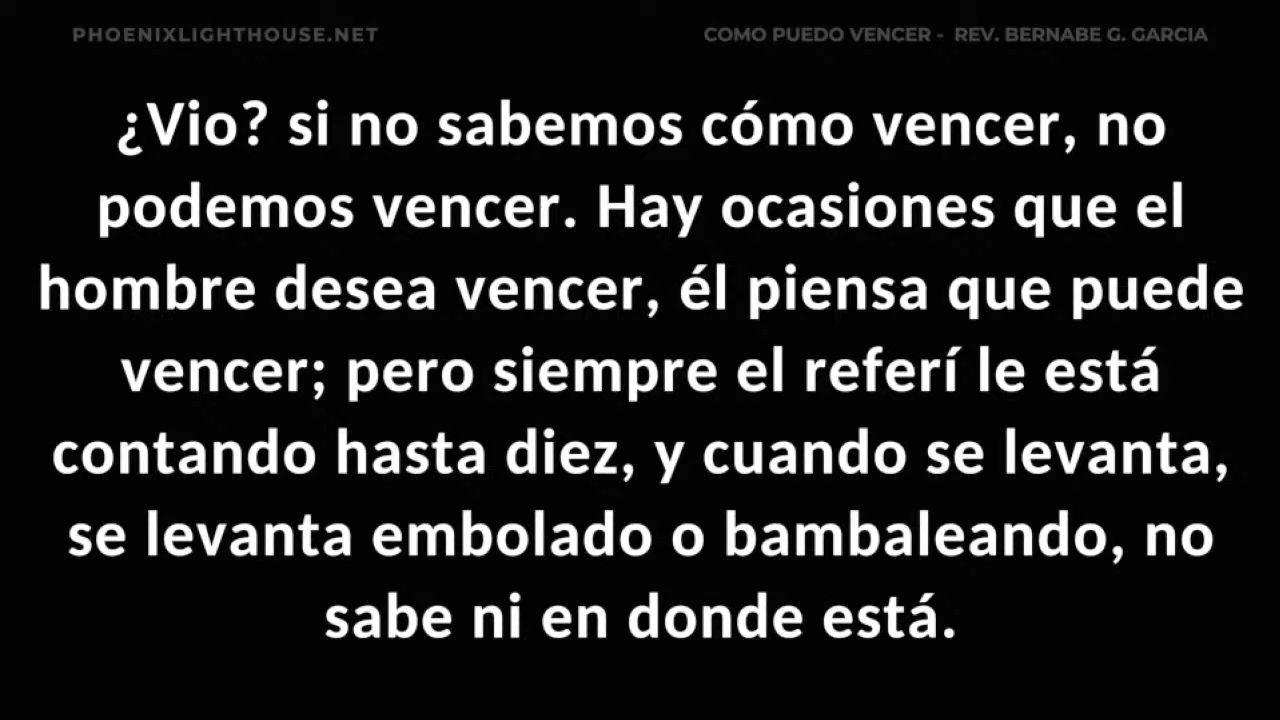 PHOENIXLIGHTHOUSE.NET
COMO PUEDO VENCER - REV. BERNABE G. GARCIA
¿Vio? si no sabemos cómo vencer, no
podemos vencer. Hay ocasiones que el
hombre desea vencer, él piensa que puede
vencer; pero siempre el referí le está
contando hasta diez, y cuando se levanta,
se levanta embolado o bambaleando, no
sabe ni en donde está.